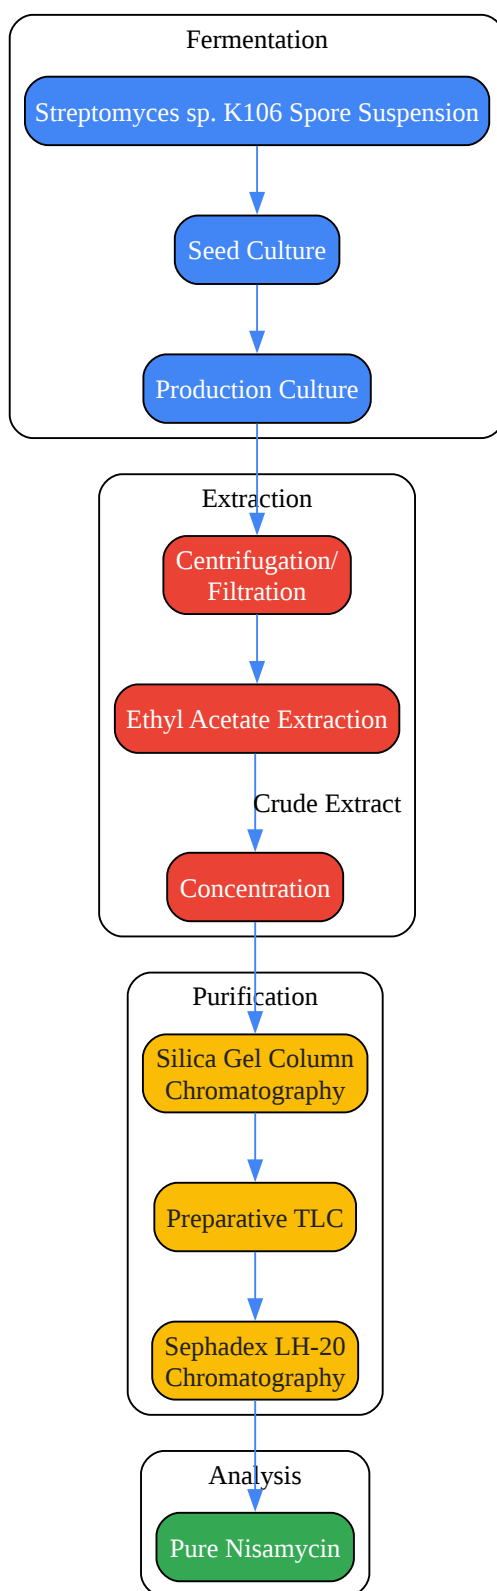 Fermentation
Streptomyces sp. K106 Spore Suspension
Seed Culture
Production Culture
Extraction
Centrifugation/
Filtration
Ethyl Acetate Extraction
Crude Extract
Concentration
Purification
Silica Gel Column
Chromatography
Preparative TLC
Sephadex LH-20
Chromatography
Analysis
Pure Nisamycin